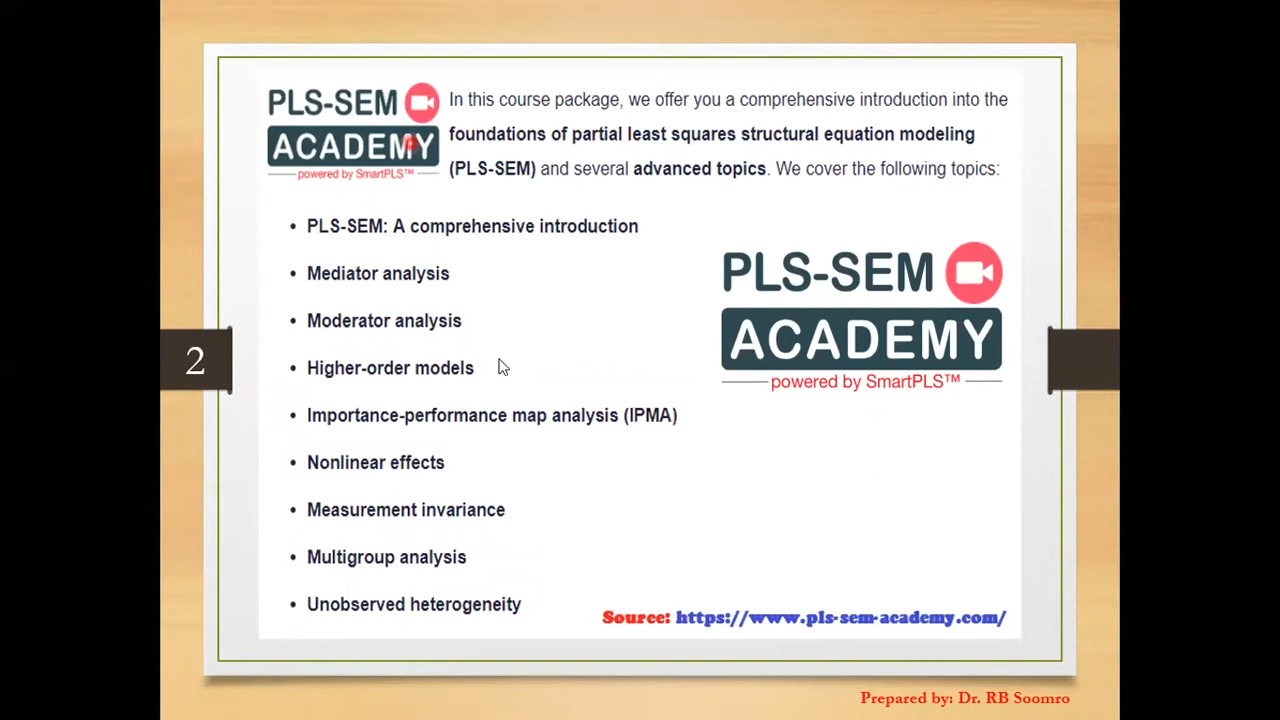 PLS-SEM
ACADEMY
powered by SmartPLS™
In this course package, we offer you a comprehensive introduction into the
foundations of partial least squares structural equation modeling
(PLS-SEM) and several advanced topics. We cover the following topics:
• PLS-SEM: A comprehensive introduction
• Mediator analysis
• Moderator analysis
• Higher-order models
• Importance-performance map analysis (IPMA)
• Nonlinear effects
• Measurement invariance
• Multigroup analysis
• Unobserved heterogeneity
PLS-SEM
ACADEMY
powered by SmartPLS™
2
Source: https://www.pls-sem-academy.com/
Prepared by: Dr. RB Soomro